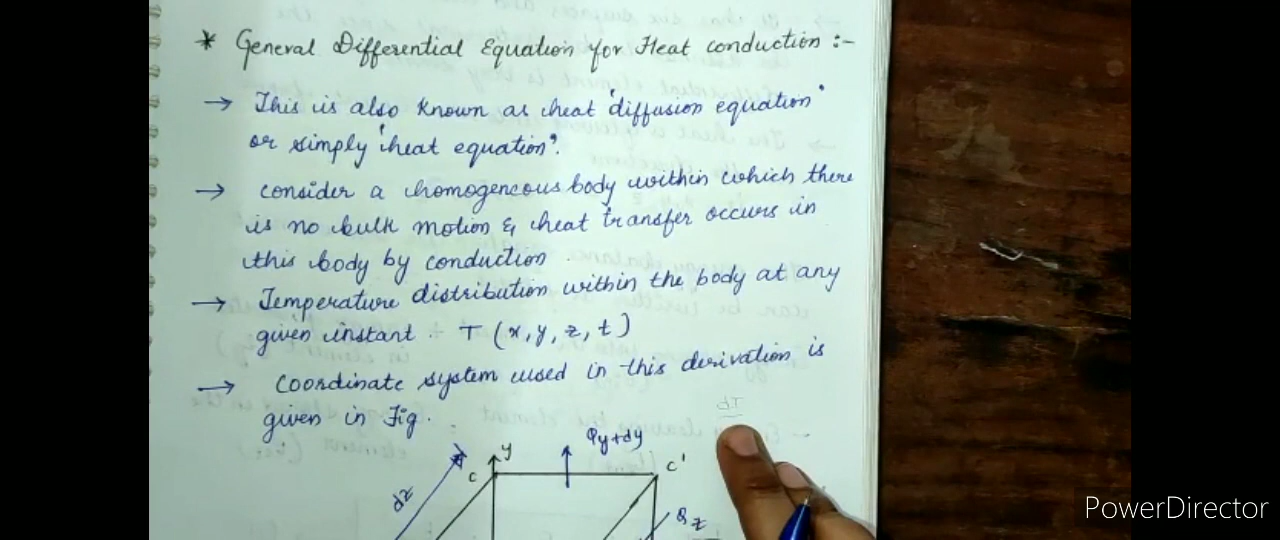 * General Differential Equation for Heat conduction :-
→ This is also known as heat 'diffusion equation'
or simply 'heat equation'.
→ consider a homogeneous body within which there
is no bulk motion & heat transfer occurs in
this body by conduction.
→ Temperature distribution within the body at any
given instant. T (x, y, z, t)
→ Coordinate system used in this derivation is
given in Fig.
Qy+dy
y
c
c'
dz
Qz
PowerDirector